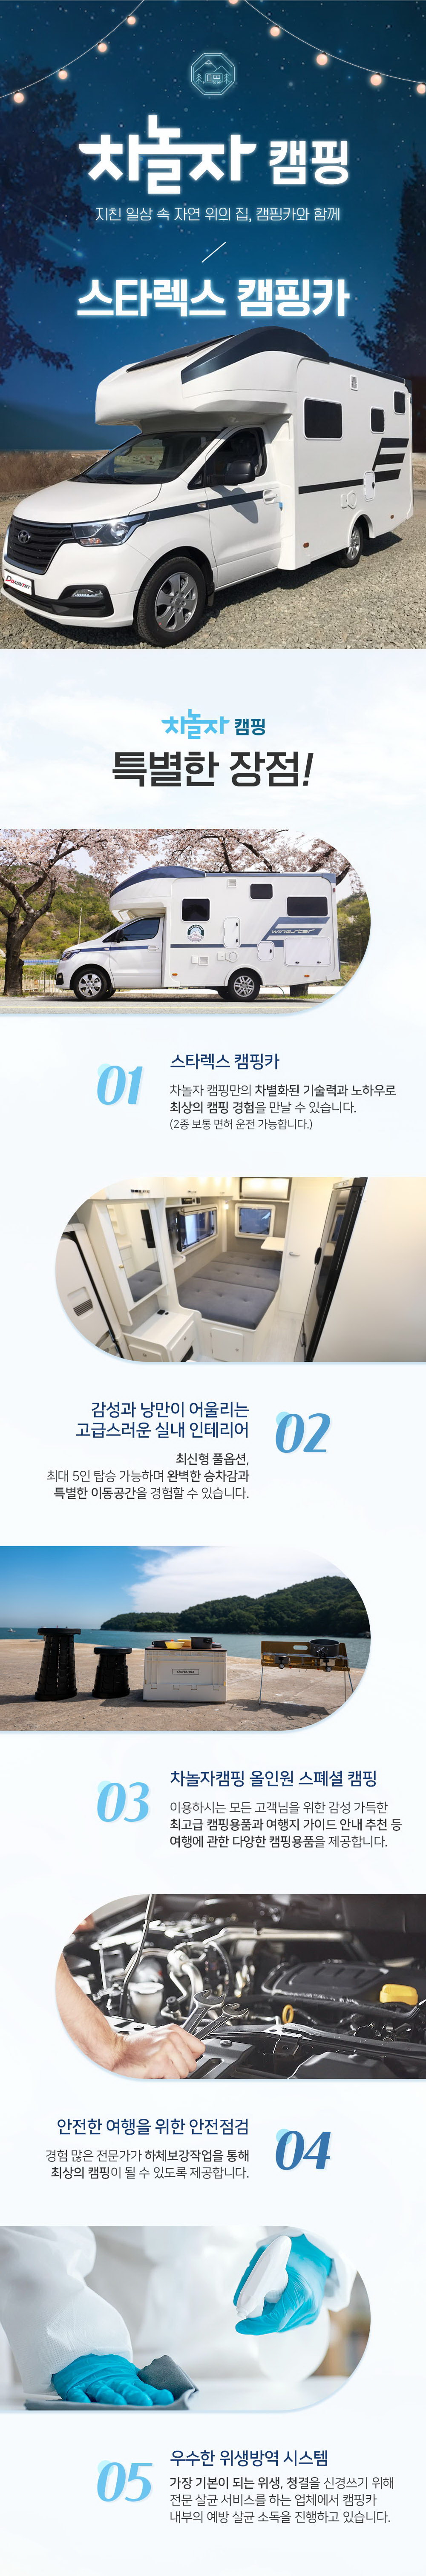 차놀자 캠핑
지친 일상 속 자연 위의 집, 캠핑카와 함께
스타렉스 캠핑카
차놀자 캠핑
특별한 장점!
01
스타렉스 캠핑카
차놀자 캠핑만의 차별화된 기술력과 노하우로
최상의 캠핑 경험을 만날 수 있습니다.
(2종 보통 면허 운전 가능합니다.)
02
감성과 낭만이 어울리는
고급스러운 실내 인테리어
최신형 풀옵션,
최대 5인 탑승 가능하며 완벽한 승차감과
특별한 이동공간을 경험할 수 있습니다.
03
차놀자캠핑 올인원 스폐셜 캠핑
이용하시는 모든 고객님을 위한 감성 가득한
최고급 캠핑용품과 여행지 가이드 안내 추천 등
여행에 관한 다양한 캠핑용품을 제공합니다.
04
안전한 여행을 위한 안전점검
경험 많은 전문가가 하체보강작업을 통해
최상의 캠핑이 될 수 있도록 제공합니다.
05
우수한 위생방역 시스템
가장 기본이 되는 위생, 청결을 신경쓰기 위해
전문 살균 서비스를 하는 업체에서 캠핑카
내부의 예방 살균 소독을 진행하고 있습니다.